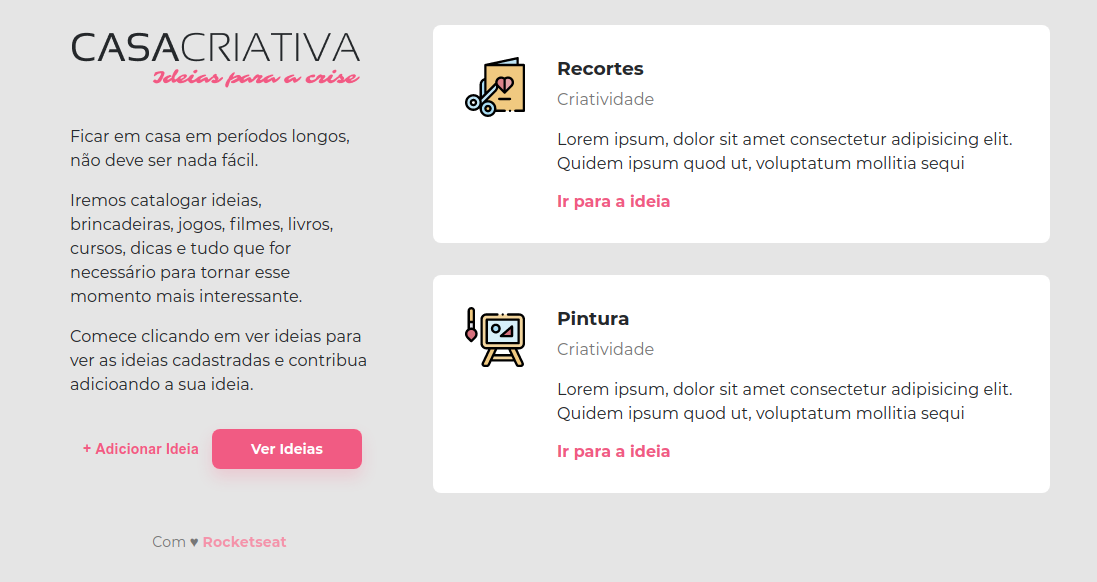 CASACRIATIVA
Ideias para a crise
Ficar em casa em períodos longos,
não deve ser nada fácil.
Iremos catalogar ideias,
brincadeiras, jogos, filmes, livros,
cursos, dicas e tudo que for
necessário para tornar esse
momento mais interessante.
Comece clicando em ver ideias para
ver as ideias cadastradas e contribua
adicioando a sua ideia.
+ Adicionar Ideia
Ver Ideias
Com ♥ Rocketseat
Recortes
Criatividade
Lorem ipsum, dolor sit amet consectetur adipisicing elit.
Quidem ipsum quod ut, voluptatum mollitia sequi
Ir para a ideia
Pintura
Criatividade
Lorem ipsum, dolor sit amet consectetur adipisicing elit.
Quidem ipsum quod ut, voluptatum mollitia sequi
Ir para a ideia